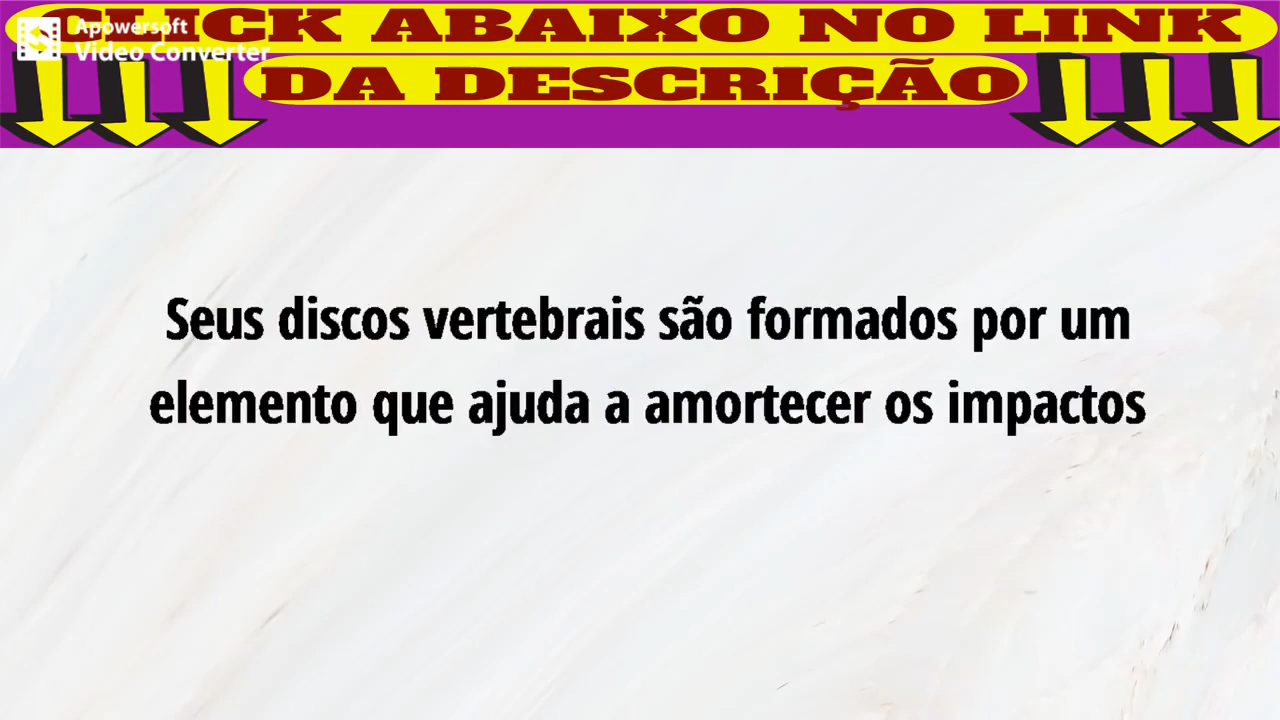 CLICK ABAIXO NO LINK
DA DESCRIÇÃO
Apowersoft
Video Converter
Seus discos vertebrais são formados por um
elemento que ajuda a amortecer os impactos